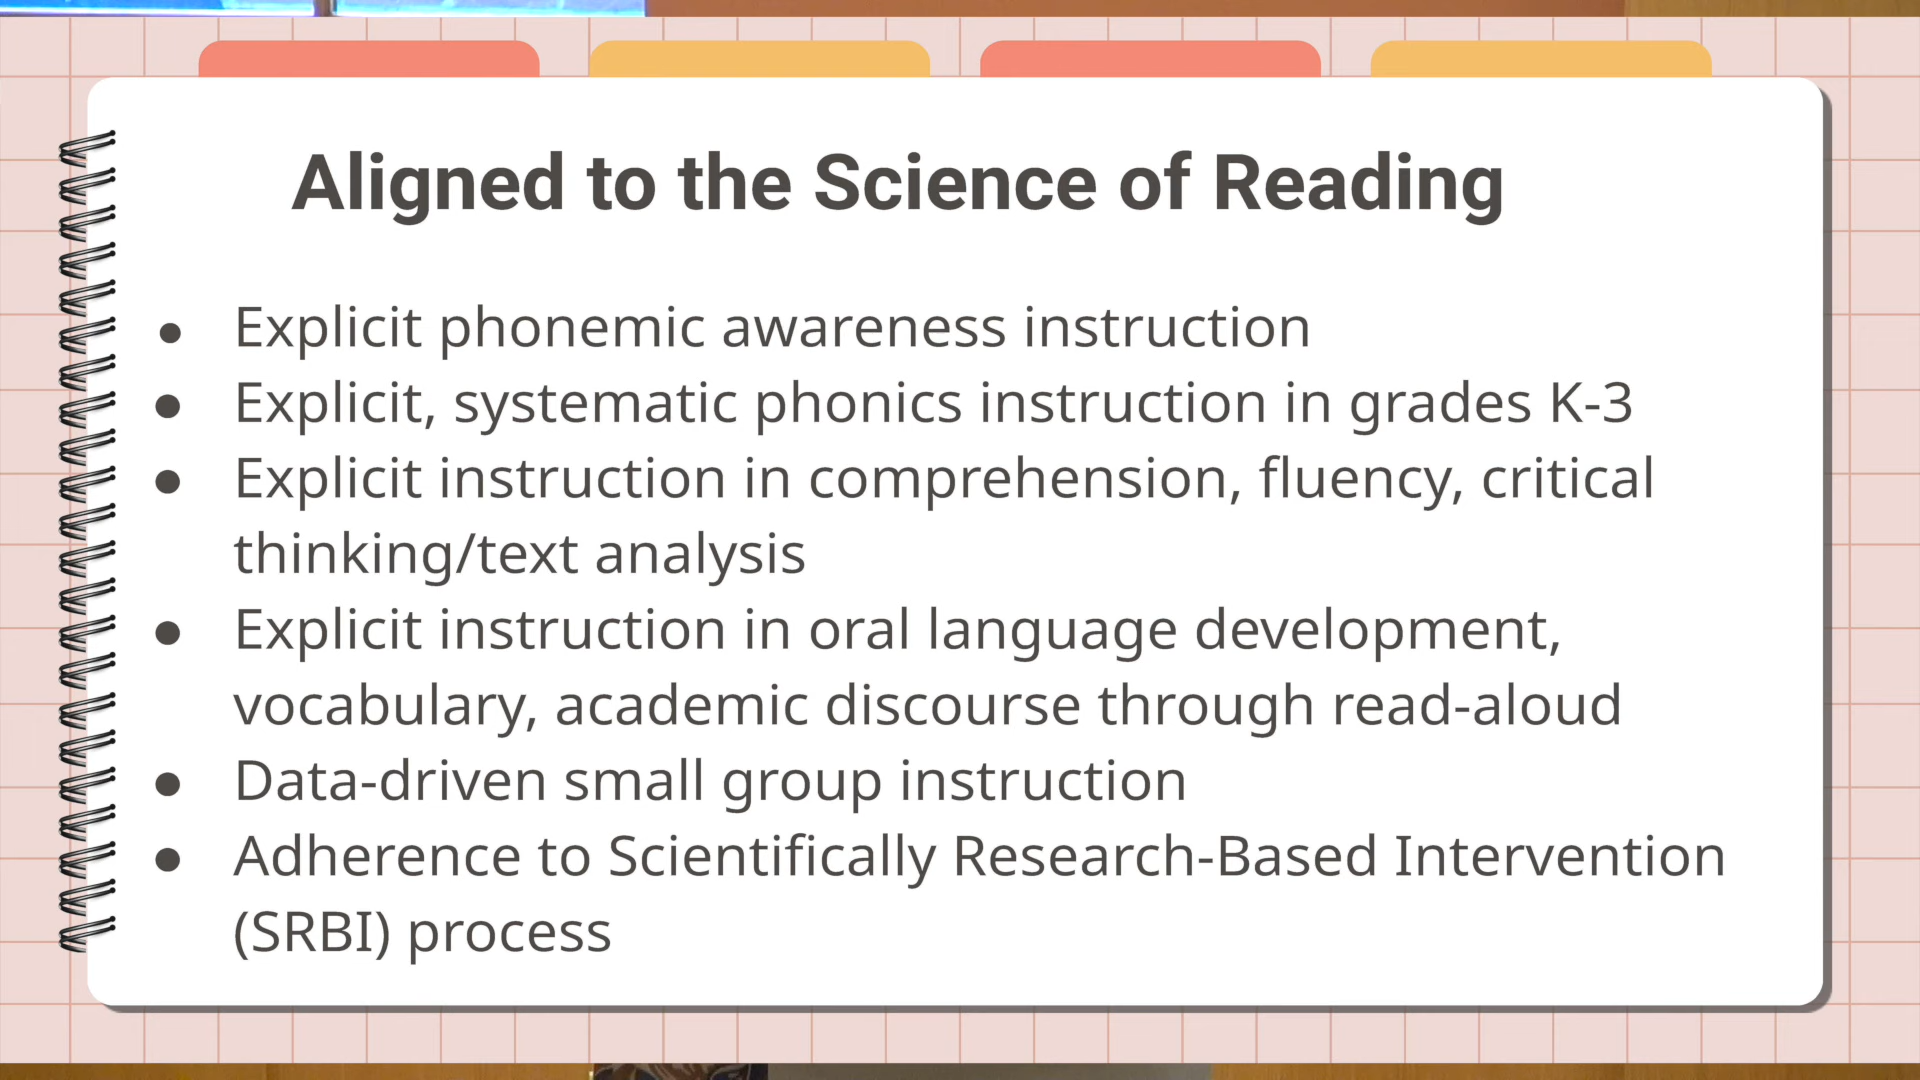 Aligned to the Science of Reading
● Explicit phonemic awareness instruction
● Explicit, systematic phonics instruction in grades K-3
● Explicit instruction in comprehension, fluency, critical
thinking/text analysis
● Explicit instruction in oral language development,
vocabulary, academic discourse through read-aloud
● Data-driven small group instruction
● Adherence to Scientifically Research-Based Intervention
(SRBI) process